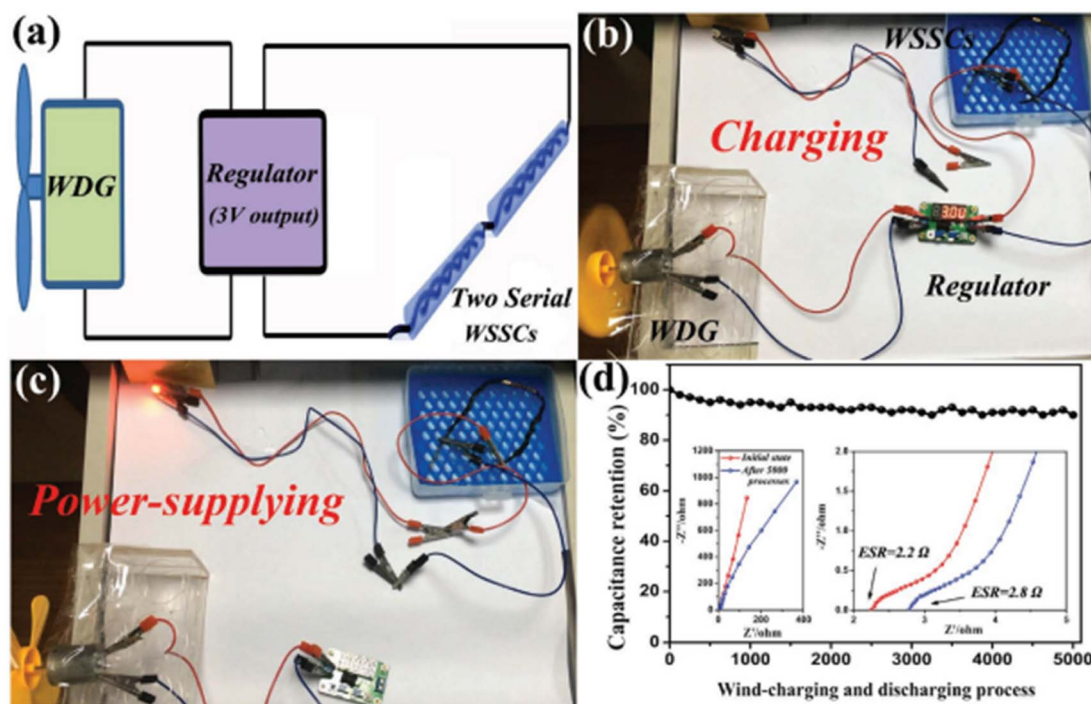 (a)
WDG
Regulator
(3V output)
Two Serial
WSSCs
(b)
WSSCs
Charging
3.0U
Regulator
WDG
(c)
Power-supplying
(d)
Capacitance retention (%)
100
80
60
40
20
0
0
1000
2000
3000
4000
5000
Wind-charging and discharging process
-Z''/ohm
1200
1000
800
600
400
200
0
0
200
400
Z'/ohm
Initial state
After 5000
processes
-Z''/ohm
2.0
1.5
1.0
0.5
0.0
2
3
4
5
Z'/ohm
ESR=2.2 Ω
ESR=2.8 Ω